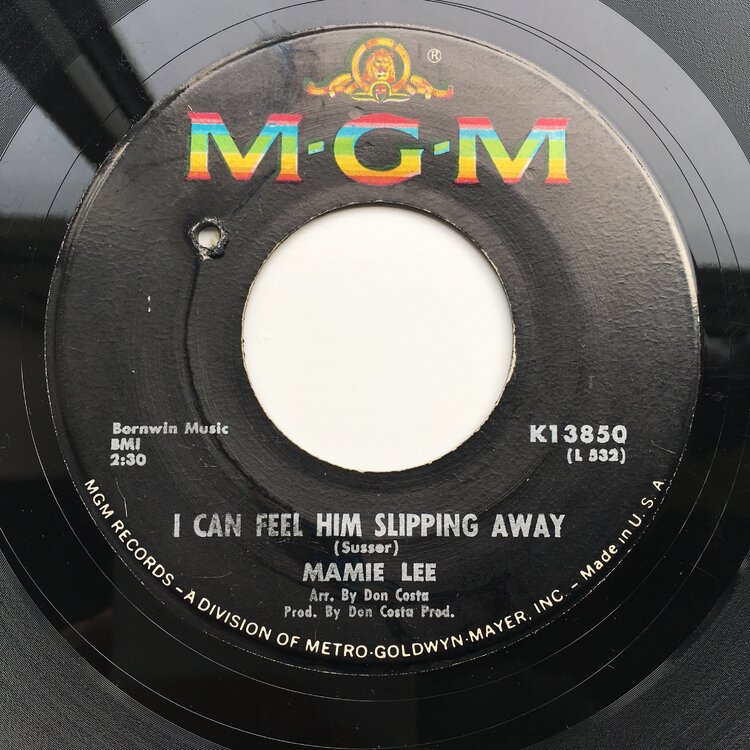 ®
M·G·M
Bornwin Music
BMI
2:30
K13850
(L 532)
I CAN FEEL HIM SLIPPING AWAY
(Susser)
MAMIE LEE
Arr. By Don Costa
Prod. By Don Costa Prod.
MGM RECORDS – A DIVISION OF METRO-GOLDWYN-MAYER, INC. – Made in U. S. A.